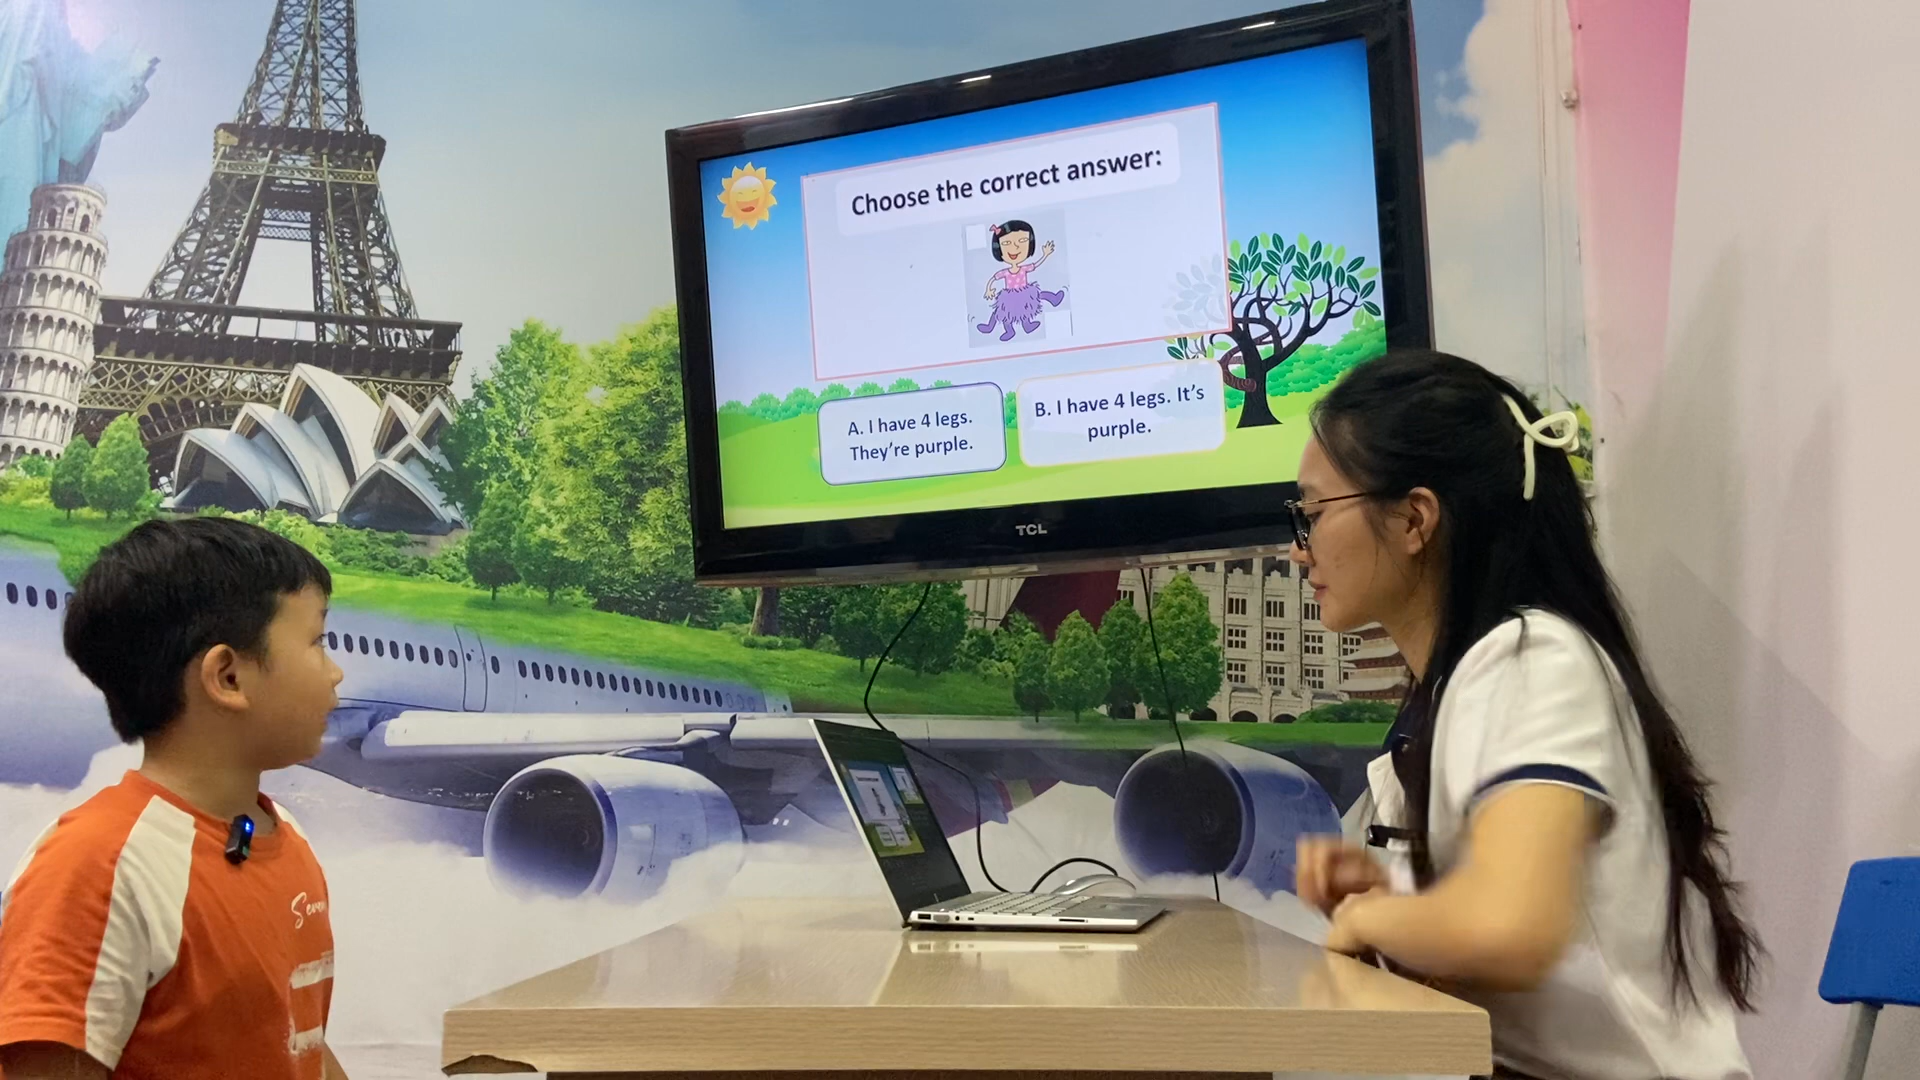 Choose the correct answer:
A. I have 4 legs.
They're purple.
B. I have 4 legs. It's
purple.
TCL